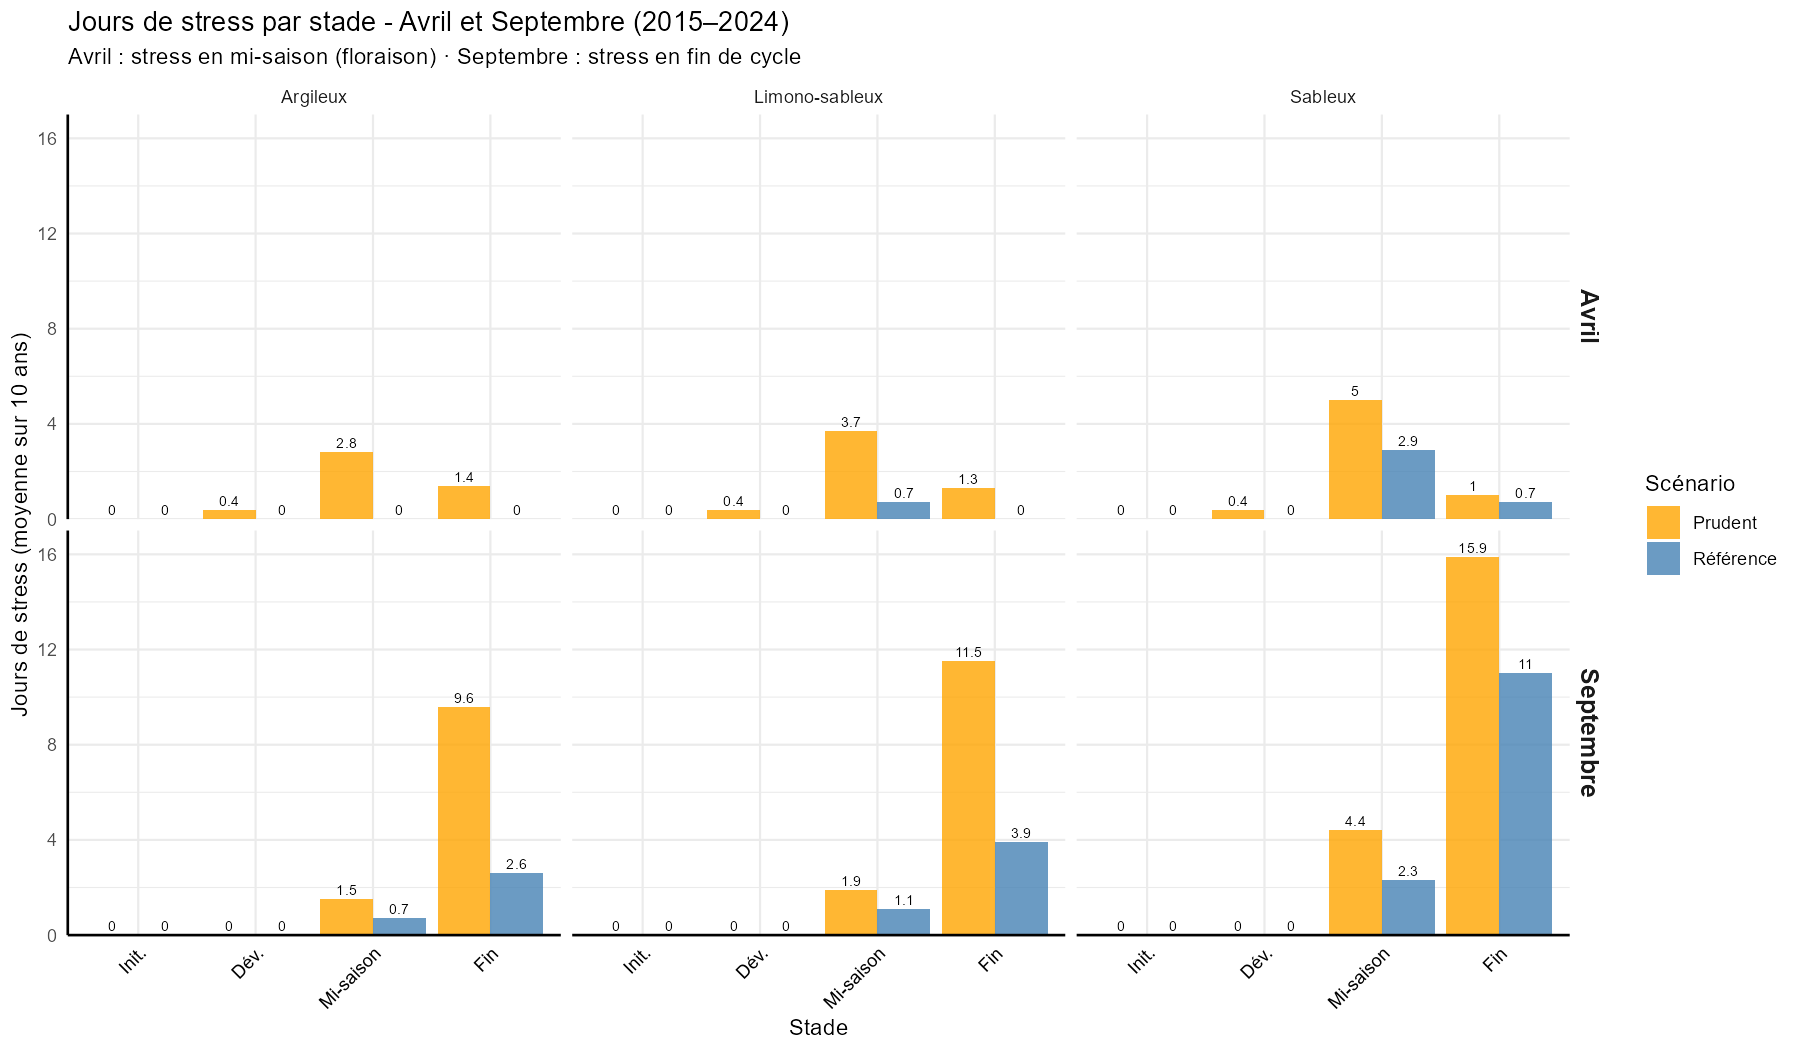 Jours de stress par stade - Avril et Septembre (2015–2024)
Avril : stress en mi-saison (floraison) · Septembre : stress en fin de cycle
Argileux
Limono-sableux
Sableux
Jours de stress (moyenne sur 10 ans)
16
12
8
4
0
0 0 0.4 0 2.8 0 1.4 0
0 0 0.4 0 3.7 0.7 1.3 0
0 0 0.4 0 5 2.9 1 0.7
Avril
16
12
8
4
0
0 0 0 0 1.5 0.7 9.6 2.6
0 0 0 0 1.9 1.1 11.5 3.9
0 0 0 0 4.4 2.3 15.9 11
Septembre
Init. Dév. Mi-saison Fin
Init. Dév. Mi-saison Fin
Init. Dév. Mi-saison Fin
Stade
Scénario
Prudent
Référence